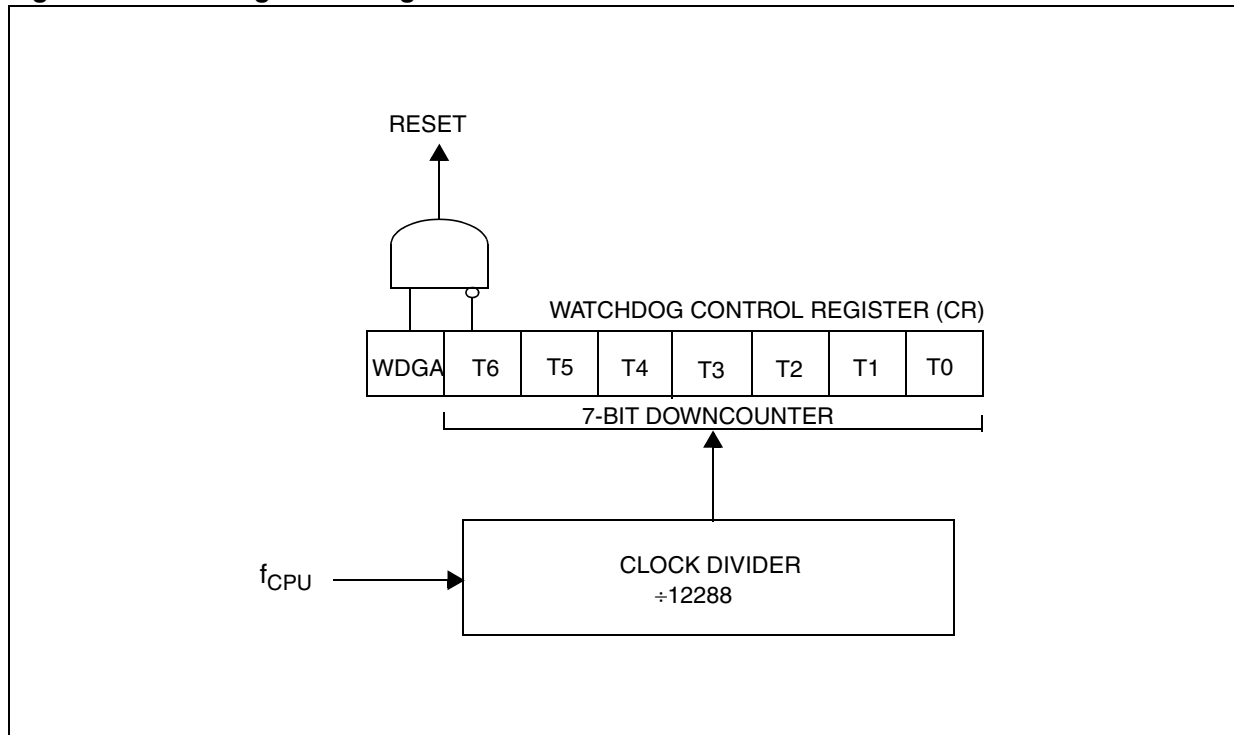 RESET
WATCHDOG CONTROL REGISTER (CR)
WDGA T6 T5 T4 T3 T2 T1 T0
7-BIT DOWNCOUNTER
fCPU
CLOCK DIVIDER
÷12288